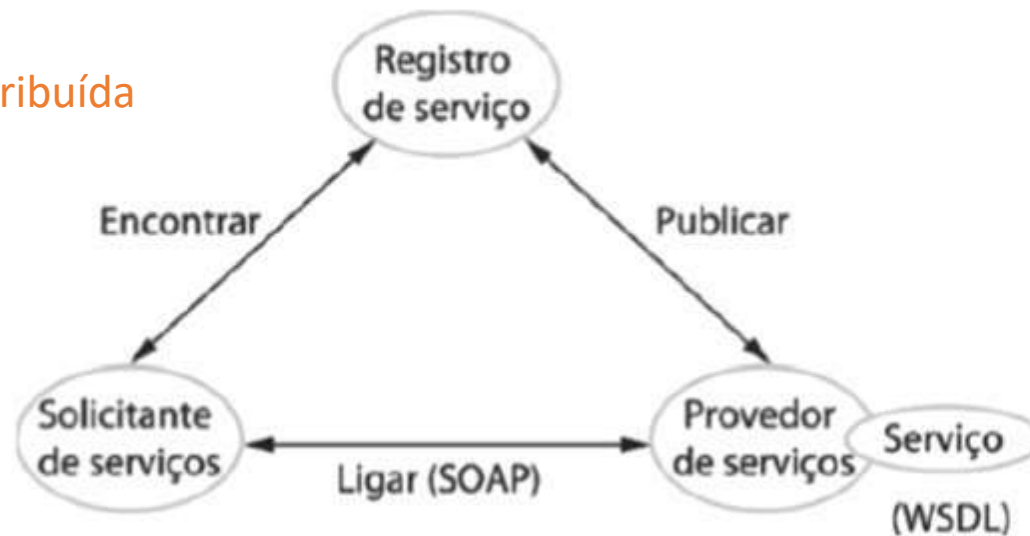 ribuída
Registro
de serviço
Encontrar
Publicar
Solicitante
de serviços
Ligar (SOAP)
Provedor
de serviços
Serviço
(WSDL)